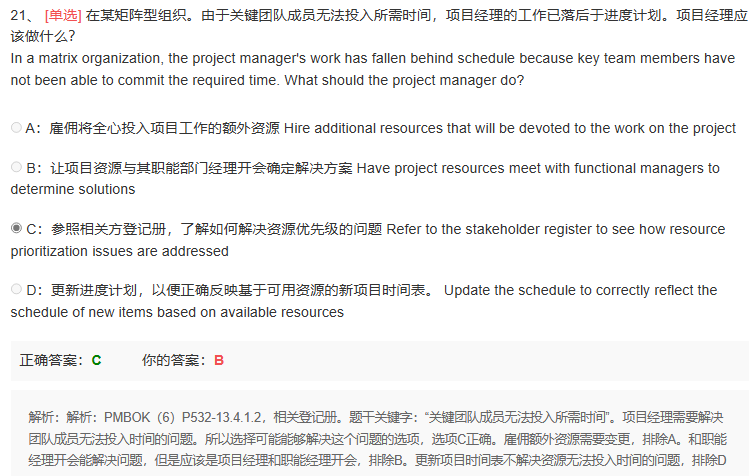 21、 [单选] 在某矩阵型组织。由于关键团队成员无法投入所需时间，项目经理的工作已落后于进度计划。项目经理应
该做什么？
In a matrix organization, the project manager's work has fallen behind schedule because key team members have
not been able to commit the required time. What should the project manager do?
A：雇佣将全心投入项目工作的额外资源 Hire additional resources that will be devoted to the work on the project
B：让项目资源与其职能部门经理开会确定解决方案 Have project resources meet with functional managers to
determine solutions
C：参照相关方登记册，了解如何解决资源优先级的问题 Refer to the stakeholder register to see how resource
prioritization issues are addressed
D：更新进度计划，以便正确反映基于可用资源的新项目时间表。 Update the schedule to correctly reflect the
schedule of new items based on available resources
正确答案：C 你的答案：B
解析：解析：PMBOK（6）P532-13.4.1.2，相关登记册。题干关键字：“关键团队成员无法投入所需时间”。项目经理需要解决
团队成员无法投入时间的问题。所以选择可能能够解决这个问题的选项，选项C正确。雇佣额外资源需要变更，排除A。和职能
经理开会能解决问题，但是应该是项目经理和职能经理开会，排除B。更新项目时间表不解决资源无法投入时间的问题，排除D